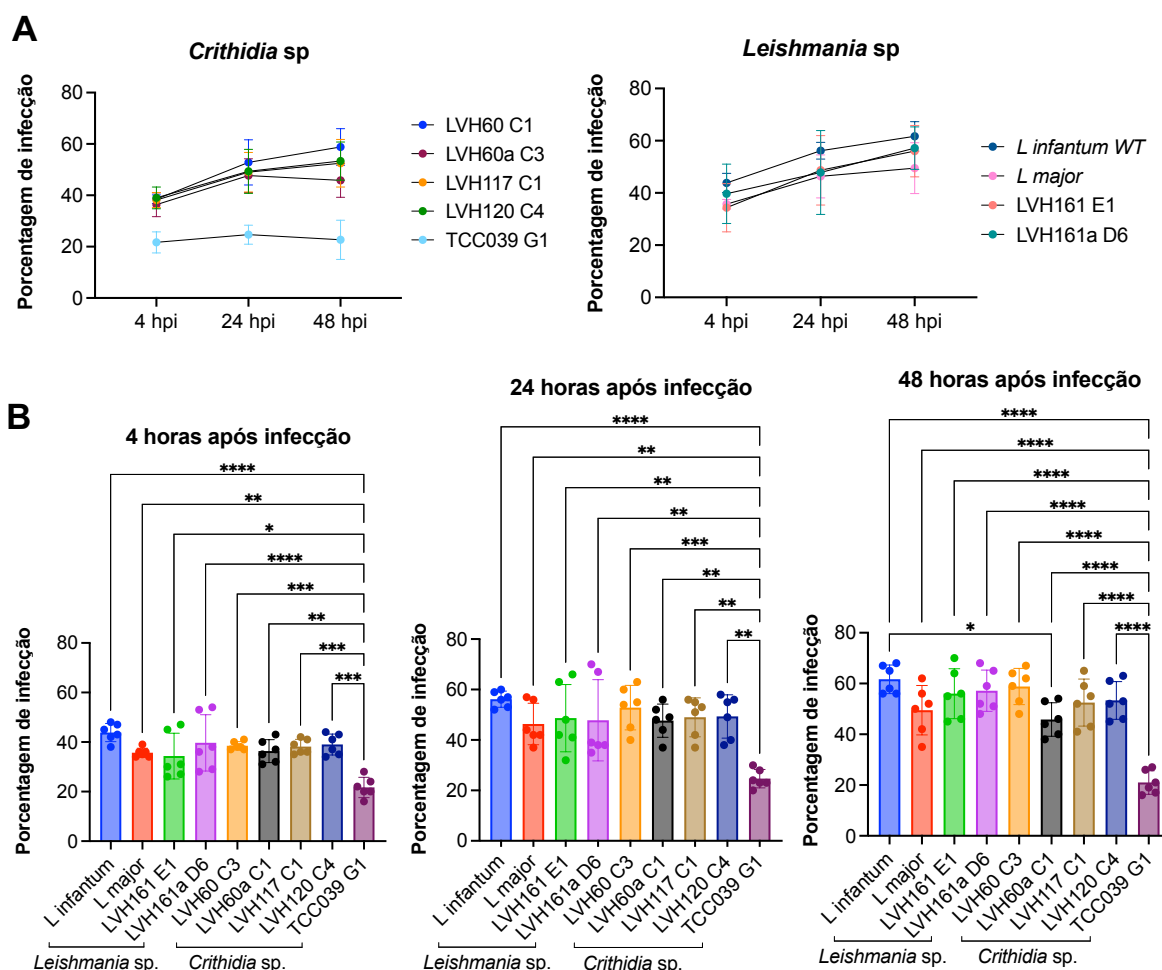 A
Crithidia sp
Porcentagem de infecção
80
60
40
20
0
4 hpi
24 hpi
48 hpi
LVH60 C1
LVH60a C3
LVH117 C1
LVH120 C4
TCC039 G1
Leishmania sp
Porcentagem de infecção
80
60
40
20
0
4 hpi
24 hpi
48 hpi
L infantum WT
L major
LVH161 E1
LVH161a D6
B
4 horas após infecção
****
**
*
****
***
**
***
***
Porcentagem de infecção
80
60
40
20
0
L infantum
L major
LVH161 E1
LVH161a D6
LVH60 C3
LVH60a C1
LVH117 C1
LVH120 C4
TCC039 G1
Leishmania sp.
Crithidia sp.
24 horas após infecção
****
**
**
**
***
**
**
**
Porcentagem de infecção
80
60
40
20
0
L infantum
L major
LVH161 E1
LVH161a D6
LVH60 C3
LVH60a C1
LVH117 C1
LVH120 C4
TCC039 G1
Leishmania sp.
Crithidia sp.
48 horas após infecção
****
****
****
****
****
****
****
****
*
Porcentagem de infecção
80
60
40
20
0
L infantum
L major
LVH161 E1
LVH161a D6
LVH60 C3
LVH60a C1
LVH117 C1
LVH120 C4
TCC039 G1
Leishmania sp.
Crithidia sp.